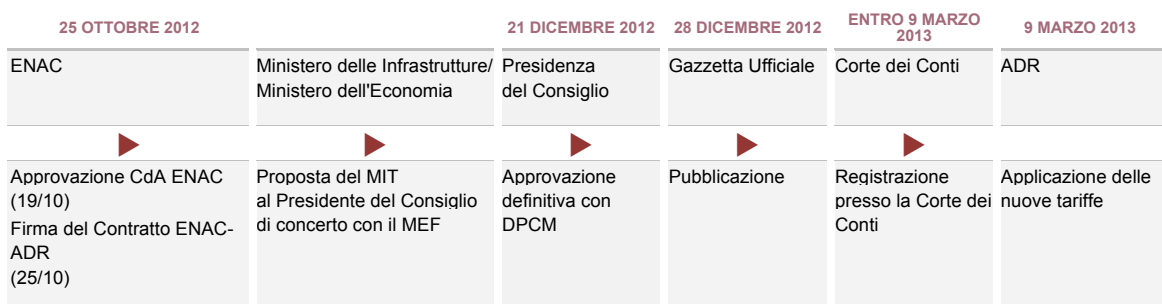 25 OTTOBRE 2012
21 DICEMBRE 2012
28 DICEMBRE 2012
ENTRO 9 MARZO
2013
9 MARZO 2013
ENAC
Ministero delle Infrastrutture/
Ministero dell'Economia
Presidenza
del Consiglio
Gazzetta Ufficiale
Corte dei Conti
ADR
Approvazione CdA ENAC
(19/10)
Firma del Contratto ENAC-
ADR
(25/10)
Proposta del MIT
al Presidente del Consiglio
di concerto con il MEF
Approvazione
definitiva con
DPCM
Pubblicazione
Registrazione
presso la Corte dei
Conti
Applicazione delle
nuove tariffe